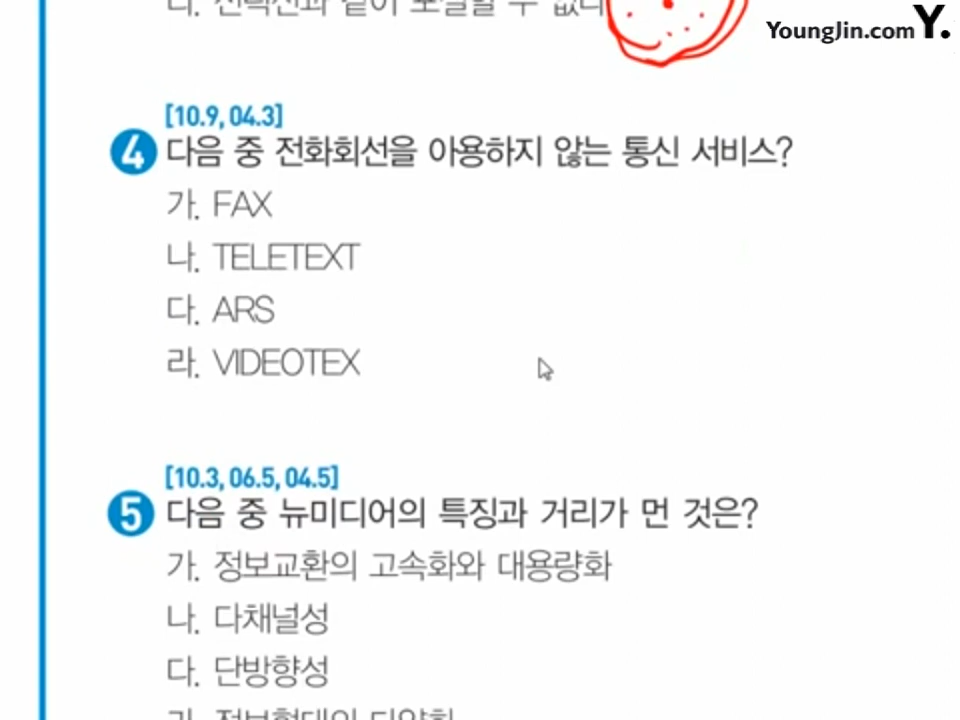 YoungJin.com Y.
[10.9, 04.3]
4 다음 중 전화회선을 아용하지 않는 통신 서비스?
가. FAX
나. TELETEXT
다. ARS
라. VIDEOTEX
[10.3, 06.5, 04.5]
5 다음 중 뉴미디어의 특징과 거리가 먼 것은?
가. 정보교환의 고속화와 대용량화
나. 다채널성
다. 단방향성